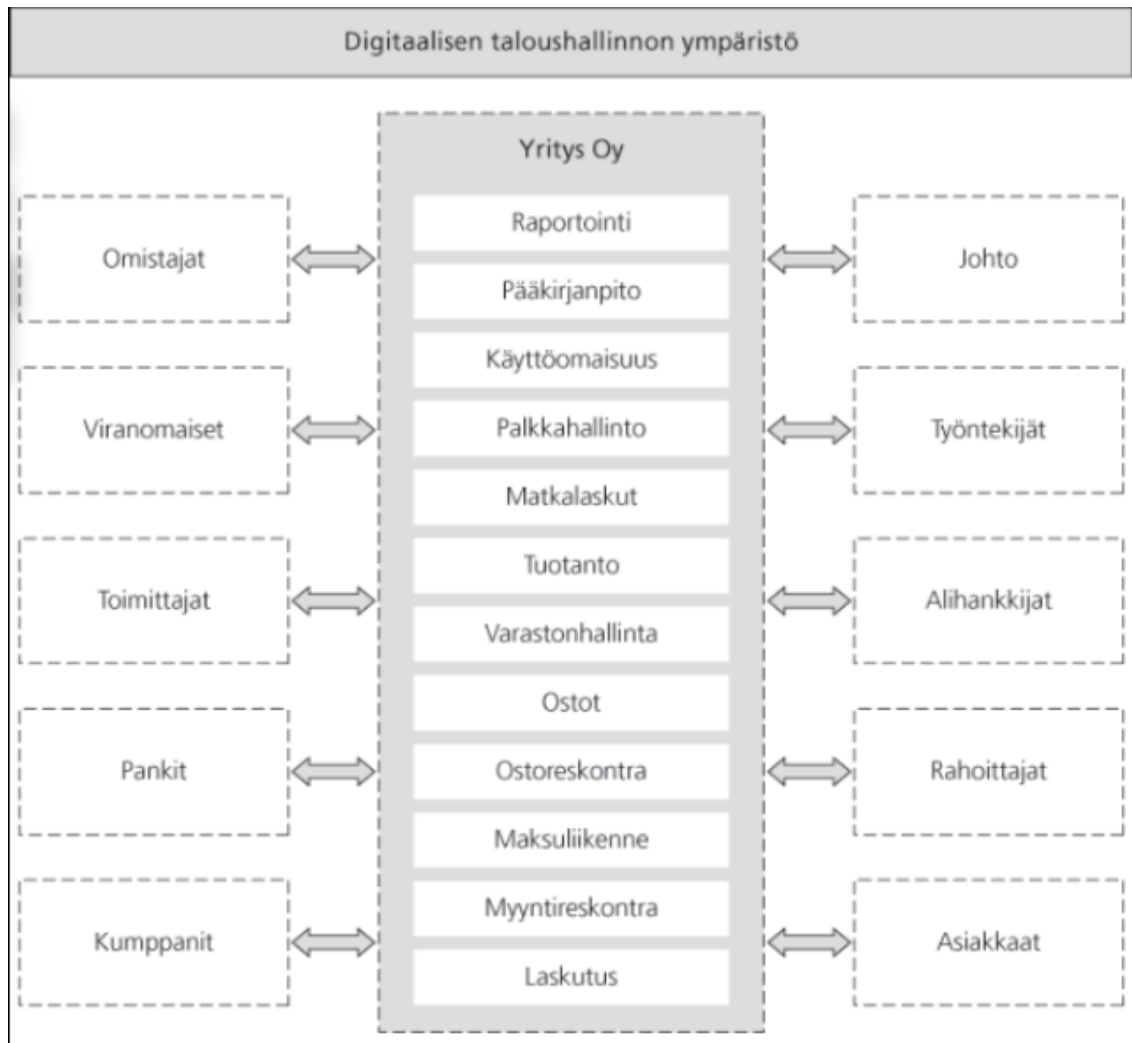 Digitaalisen taloushallinnon ympäristö
Yritys Oy
Omistajat
Viranomaiset
Toimittajat
Pankit
Kumppanit
Raportointi
Pääkirjanpito
Käyttöomaisuus
Palkkahallinto
Matkalaskut
Tuotanto
Varastonhallinta
Ostot
Ostoreskontra
Maksuliikenne
Myyntireskontra
Laskutus
Johto
Työntekijät
Alihankkijat
Rahoittajat
Asiakkaat